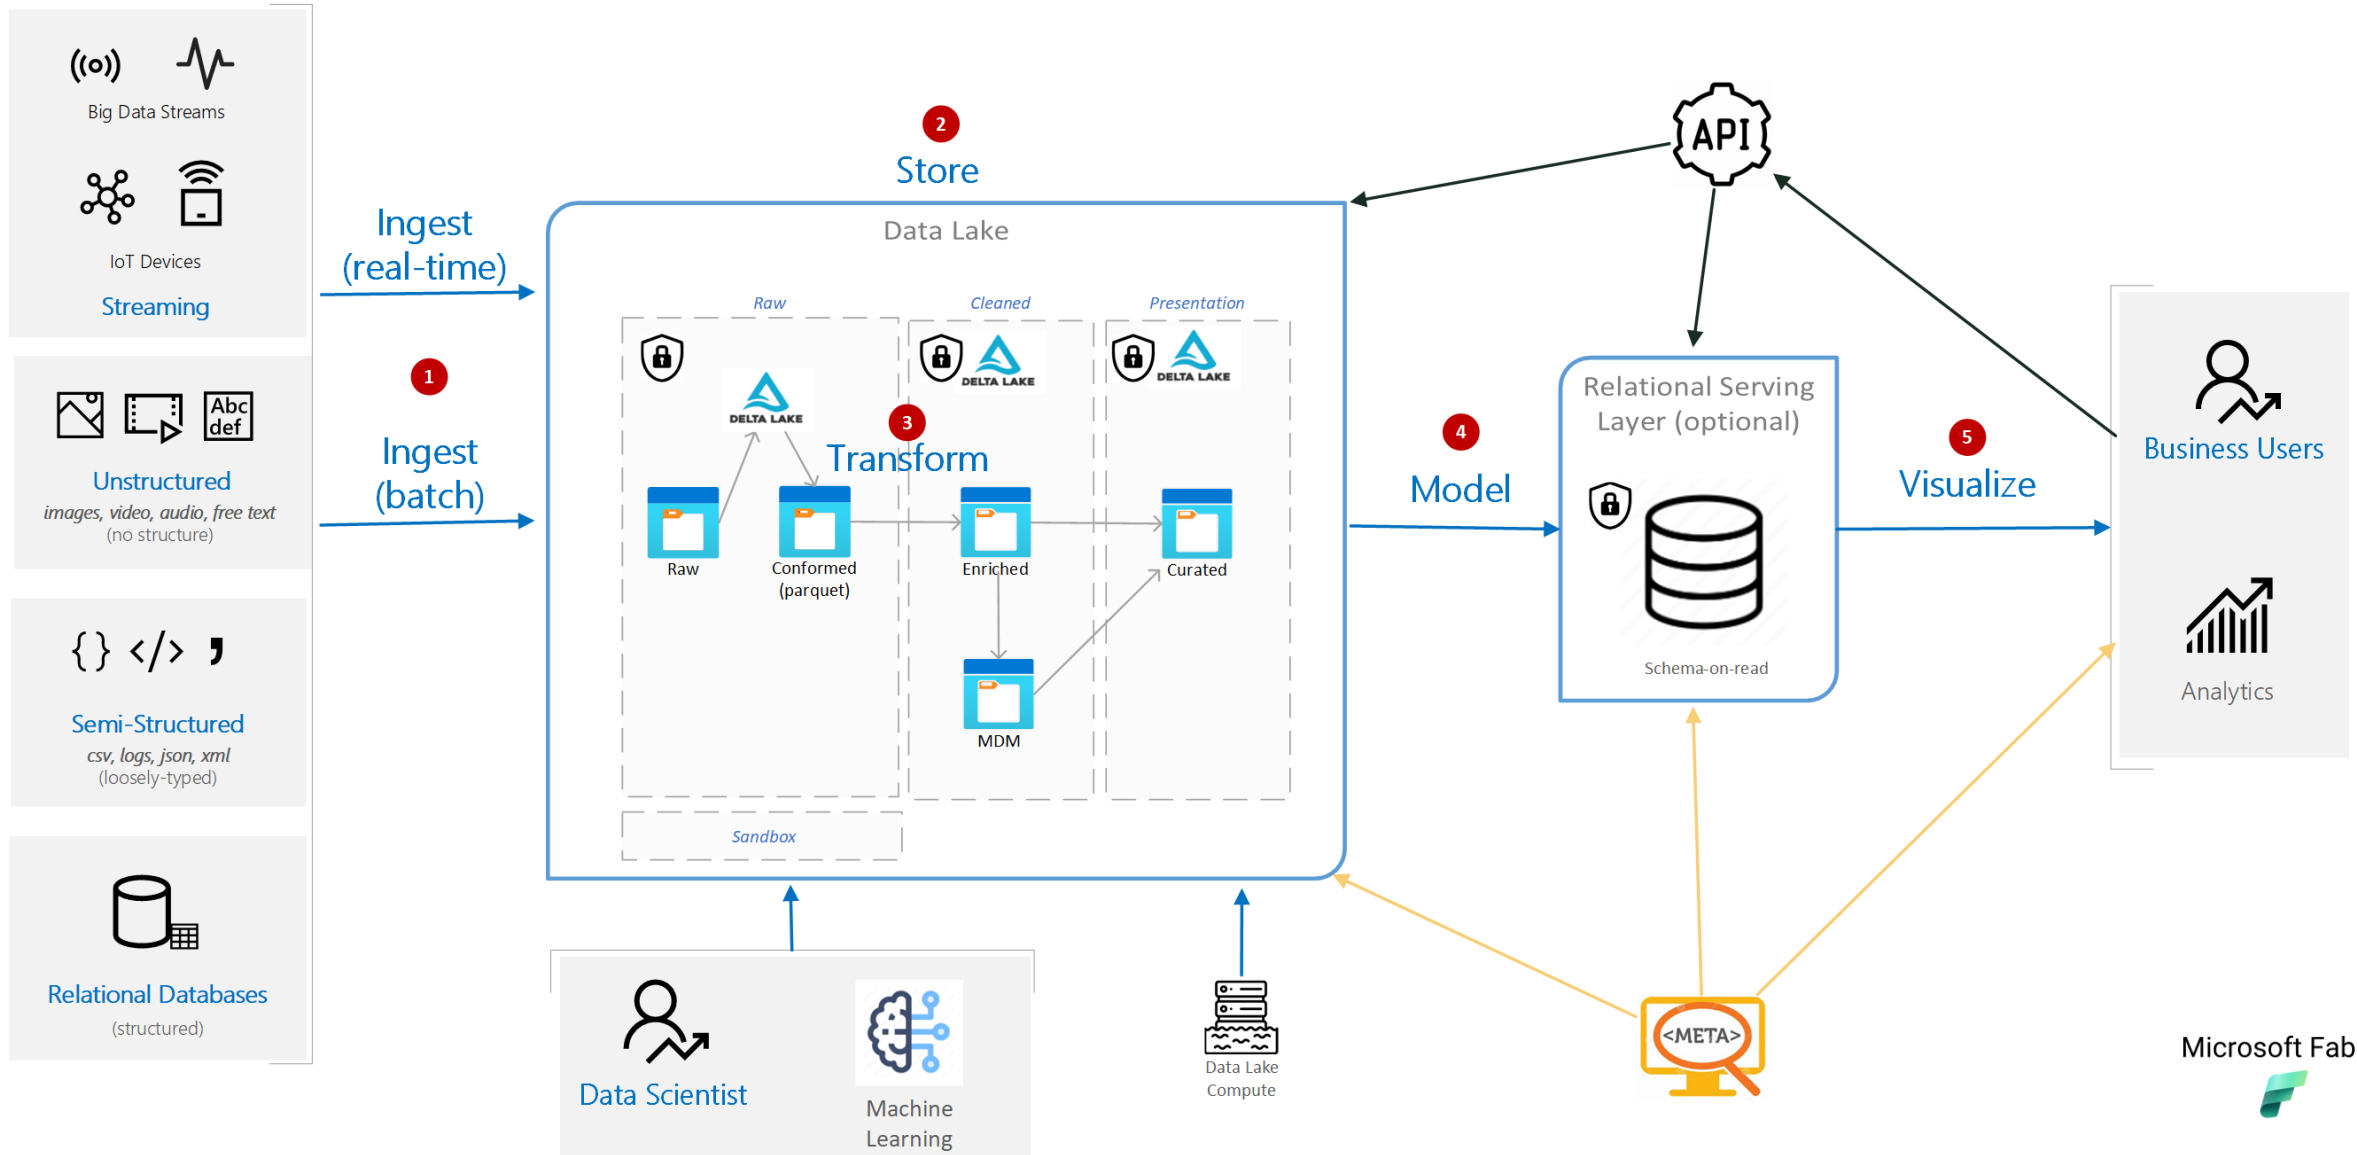 Big Data Streams
IoT Devices
Streaming
Abc
def
Unstructured
images, video, audio, free text
(no structure)
{ } </> ,
Semi-Structured
csv, logs, json, xml
(loosely-typed)
Relational Databases
(structured)
Ingest
(real-time)
1
Ingest
(batch)
2
Store
Data Lake
Raw
Cleaned
Presentation
DELTA LAKE
DELTA LAKE
DELTA LAKE
3
Transform
Raw
Conformed
(parquet)
Enriched
Curated
MDM
Sandbox
Data Scientist
Machine
Learning
Data Lake
Compute
API
4
Model
Relational Serving
Layer (optional)
Schema-on-read
5
Visualize
Business Users
Analytics
<META>
Microsoft Fab